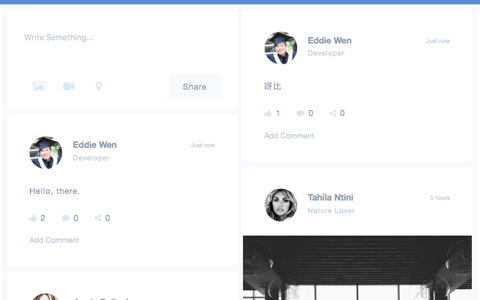 Write Something...
Share
Eddie Wen
Just now
Developer
Hello, there.
2 0 0
Add Comment
Eddie Wen
Just now
Developer
呀比
1 0 0
Add Comment
Tahila Ntini
5 hours
Nature Lover